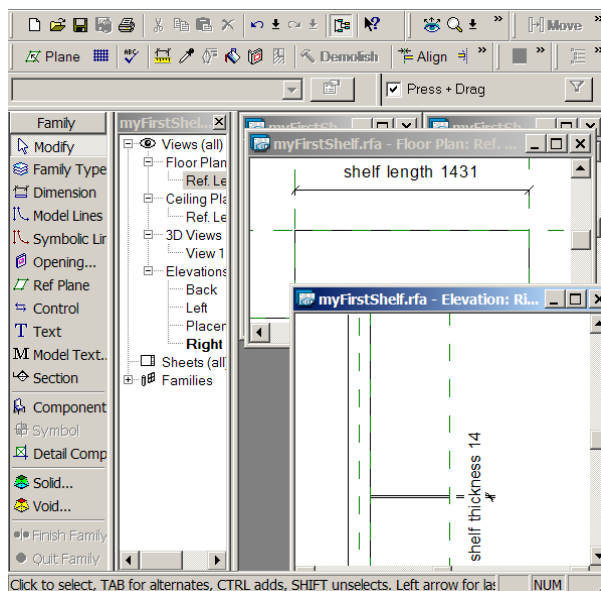 Move
Plane
ABC
Demolish
Align
Press + Drag
Family
Modify
Family Type
Dimension
Model Lines
Symbolic Lir
Opening...
Ref Plane
Control
Text
Model Text..
Section
Component
Symbol
Detail Comp
Solid...
Void...
Finish Family
Quit Family
myFirstShel...
Views (all)
Floor Plan
Ref. Le
Ceiling Pla
Ref. Le
3D Views
View 1
Elevations
Back
Left
Placer
Right
Sheets (all
Families
myFirstShelf.rfa - Floor Plan: Ref. ...
shelf length 1431
myFirstShelf.rfa - Elevation: Ri...
shelf thickness 14
Click to select, TAB for alternates, CTRL adds, SHIFT unselects. Left arrow for las
NUM